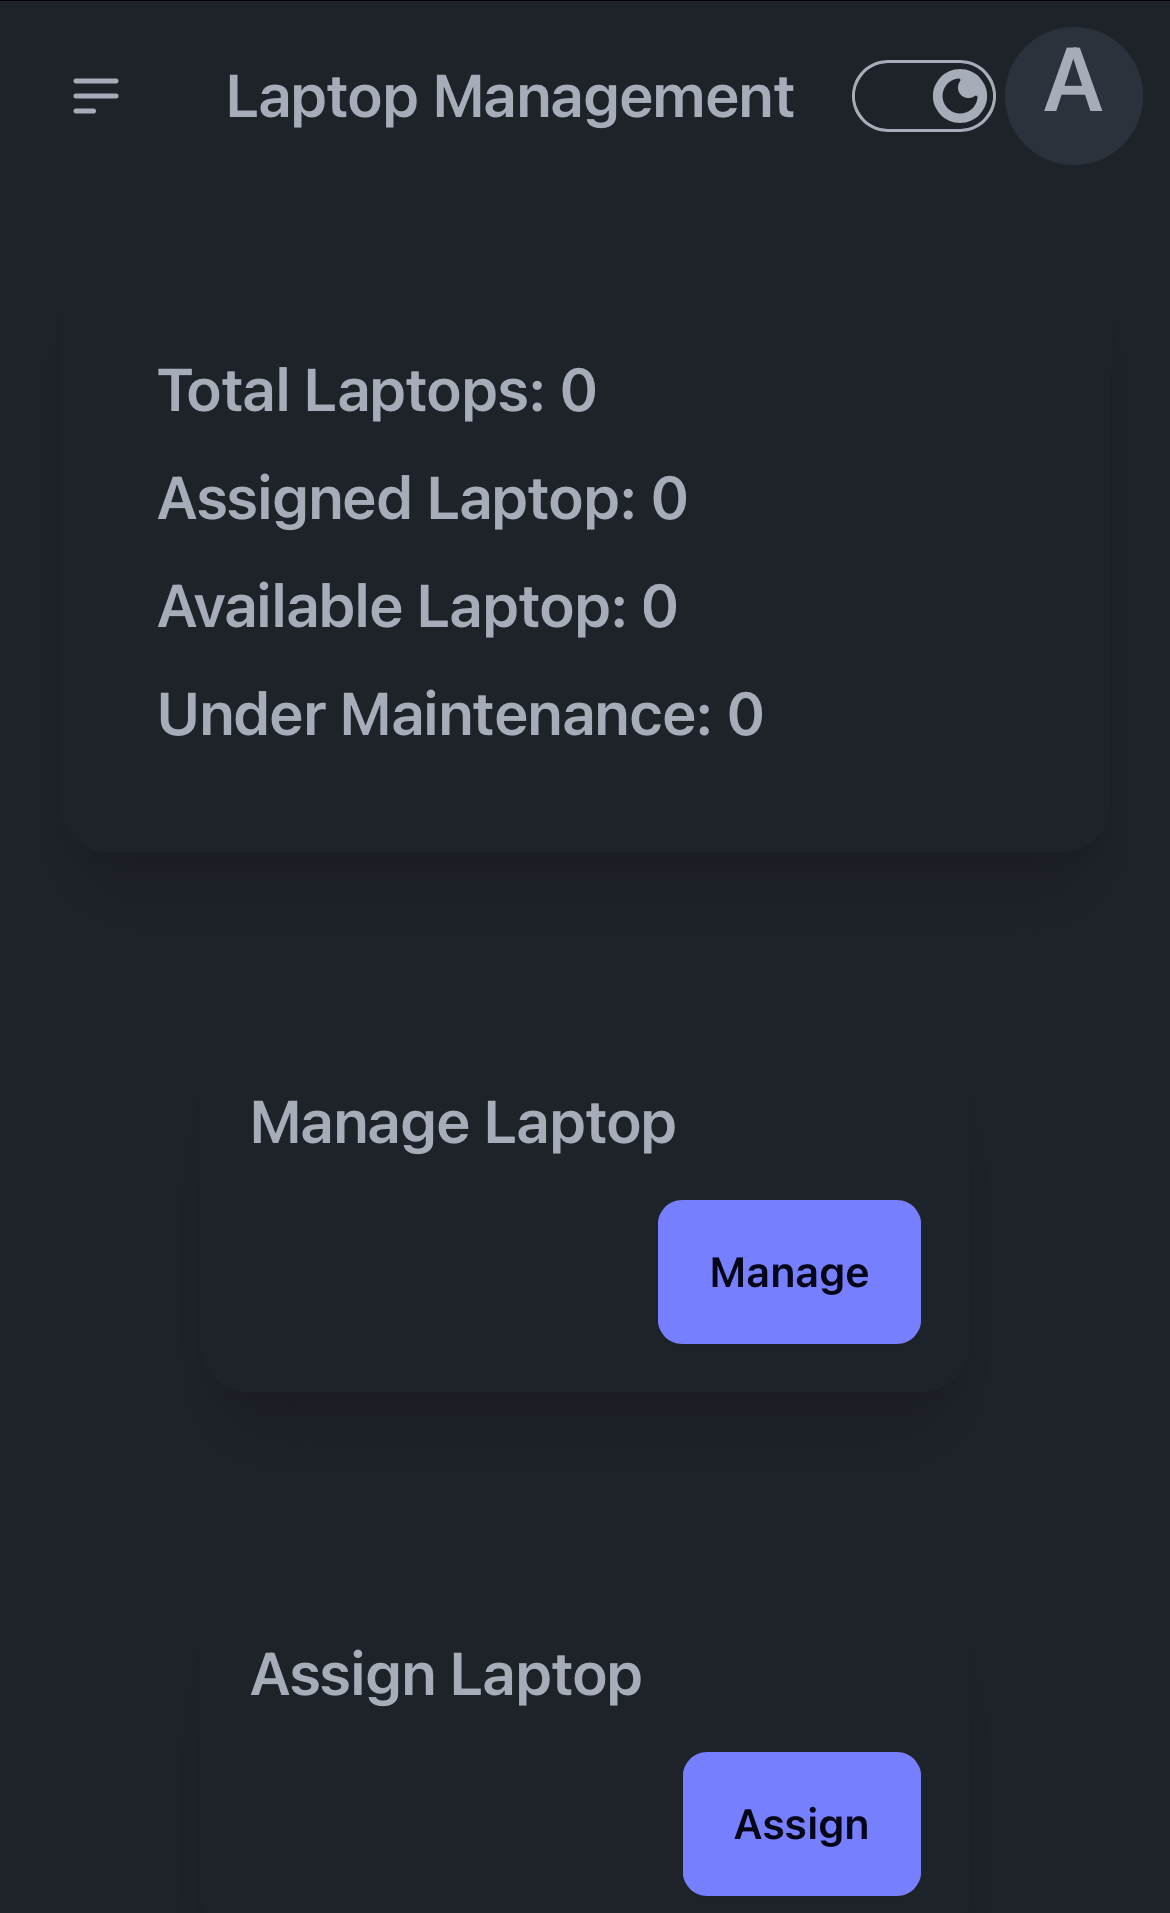 Laptop Management
A
Total Laptops: 0
Assigned Laptop: 0
Available Laptop: 0
Under Maintenance: 0
Manage Laptop
Manage
Assign Laptop
Assign